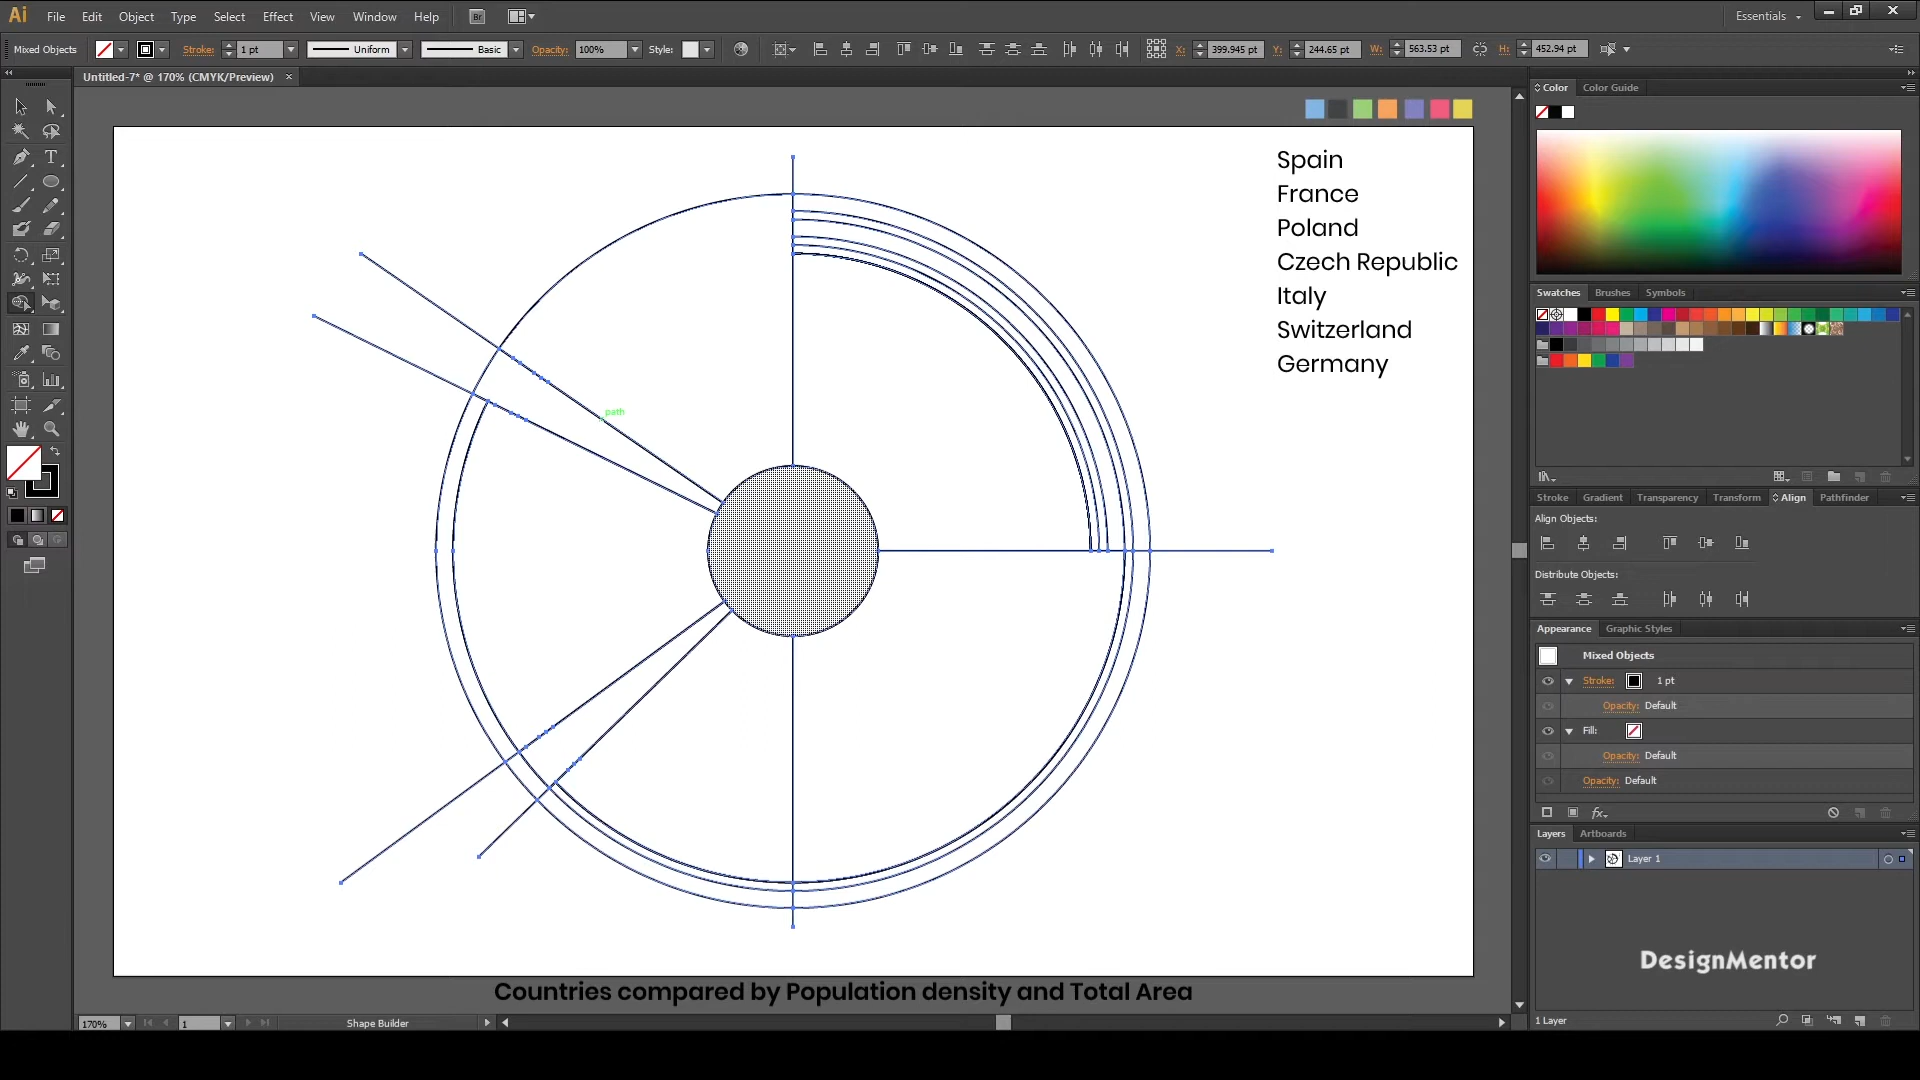 Ai File Edit Object Type Select Effect View Window Help Br Essentials
Mixed Objects Stroke: 1 pt Uniform Basic Opacity: 100% Style: X: 399.945 pt Y: 244.65 pt W: 563.53 pt H: 452.94 pt
Untitled-7* @ 170% (CMYK/Preview) ×
Color Color Guide
Spain
France
Poland
Czech Republic
Italy
Switzerland
Germany
path
Swatches Brushes Symbols
Stroke Gradient Transparency Transform Align Pathfinder
Align Objects:
Distribute Objects:
Appearance Graphic Styles
Mixed Objects
Stroke: 1 pt
Opacity: Default
Fill:
Opacity: Default
Opacity: Default
fx
Layers Artboards
Layer 1
DesignMentor
Countries compared by Population density and Total Area
170% 1 Shape Builder
1 Layer